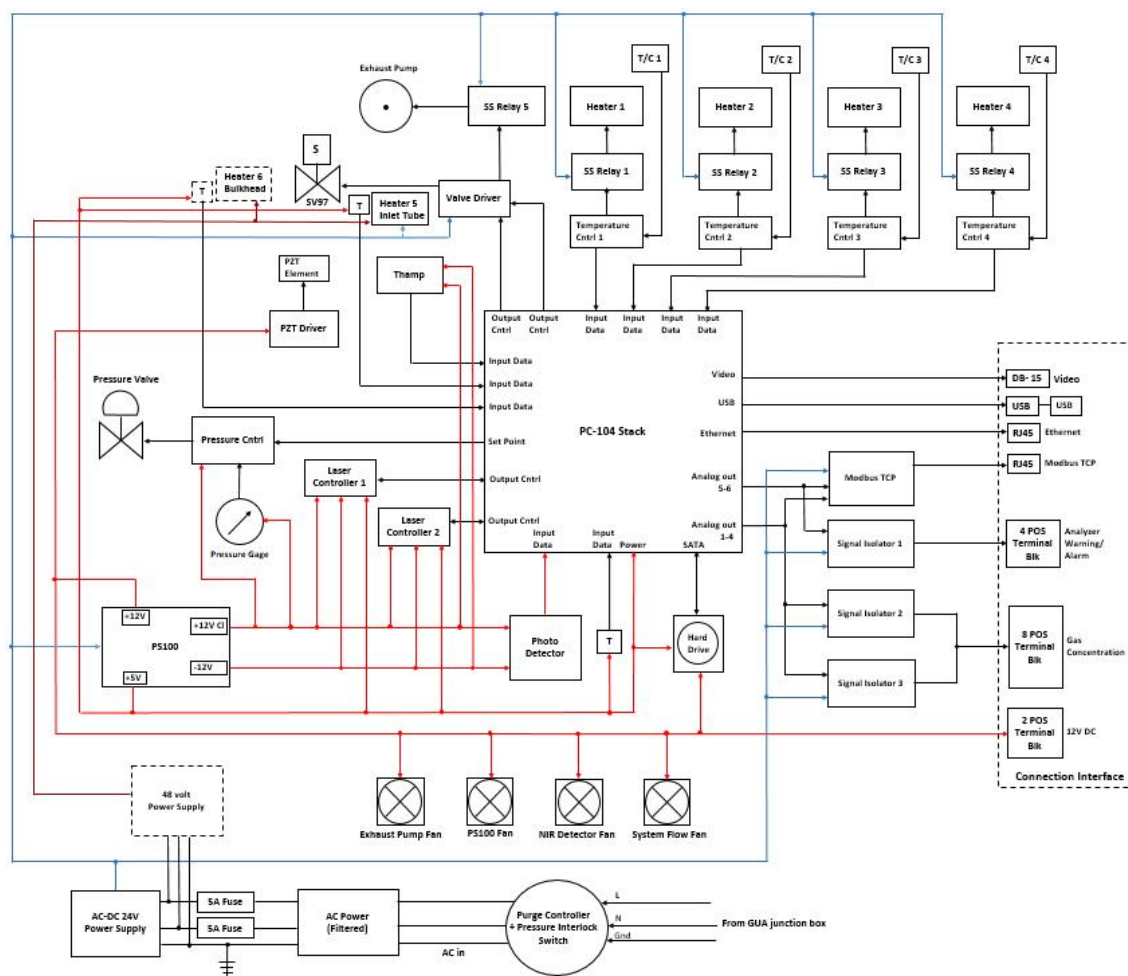 T/C 1
T/C 2
T/C 3
T/C 4
Exhaust Pump
SS Relay 5
Heater 1
Heater 2
Heater 3
Heater 4
S
SV97
T
Heater 6
Bulkhead
T
Heater 5
Inlet Tube
Valve Driver
SS Relay 1
SS Relay 2
SS Relay 3
SS Relay 4
Temperature
Cntrl 1
Temperature
Cntrl 2
Temperature
Cntrl 3
Temperature
Cntrl 4
PZT
Element
PZT Driver
Thamp
Output
Cntrl
Output
Cntrl
Input
Data
Input
Data
Input
Data
Input
Data
Input Data
Input Data
Input Data
Set Point
Output Cntrl
Output Cntrl
Input
Data
Input
Data
Power
SATA
PC-104 Stack
Video
USB
Ethernet
Analog out
5-6
Analog out
1-4
DB- 15
Video
USB
USB
RJ45
Ethernet
RJ45
Modbus TCP
4 POS
Terminal
Blk
Analyzer
Warning/
Alarm
8 POS
Terminal
Blk
Gas
Concentration
2 POS
Terminal
Blk
12V DC
Connection Interface
Modbus TCP
Signal Isolator 1
Signal Isolator 2
Signal Isolator 3
Pressure Valve
Pressure Cntrl
Pressure Gage
Laser
Controller 1
Laser
Controller 2
+12V
+12V CI
PS100
-12V
+5V
Photo
Detector
T
Hard
Drive
Exhaust Pump Fan
PS100 Fan
NIR Detector Fan
System Flow Fan
48 volt
Power Supply
AC-DC 24V
Power Supply
5A Fuse
5A Fuse
AC Power
(Filtered)
AC in
Purge Controller
+ Pressure Interlock
Switch
L
N
Gnd
From GUA junction box